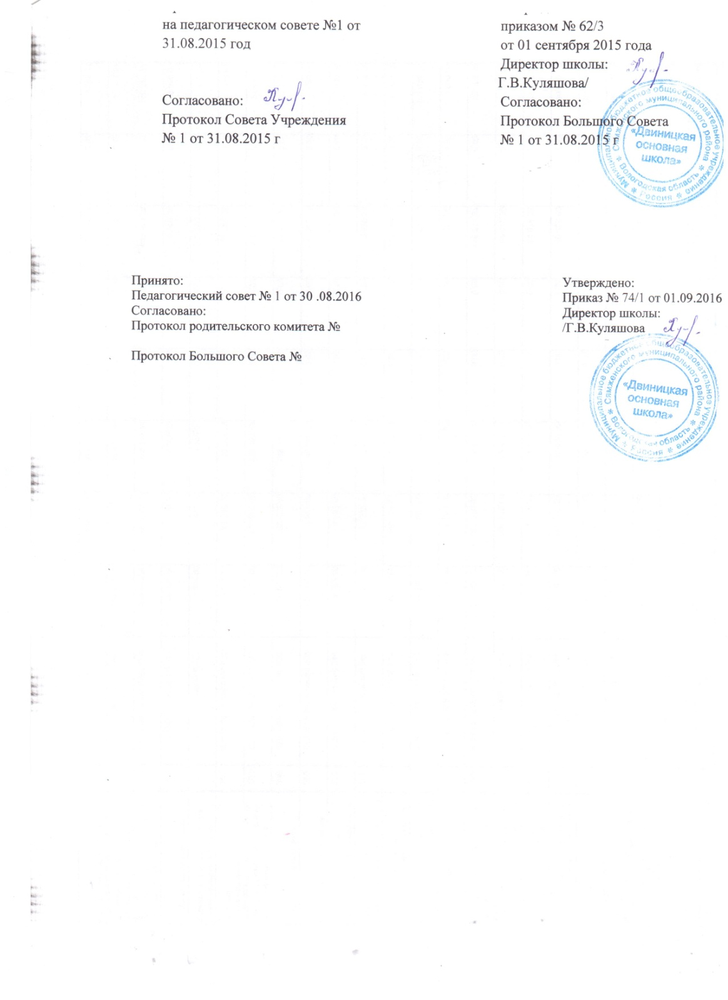 на педагогическом совете №1 от
31.08.2015 год
Согласовано:
Протокол Совета Учреждения
№ 1 от 31.08.2015 г
приказом № 62/3
от 01 сентября 2015 года
Директор школы:
Г.В.Куляшова/
Согласовано:
Протокол Большого Совета
№ 1 от 31.08.2015 г
Муниципальное бюджетное общеобразовательное учреждение
Сямженского муниципального района
Вологодская область
Россия
«Двиницкая
основная
школа»
Принято:
Педагогический совет № 1 от 30 .08.2016
Согласовано:
Протокол родительского комитета №
Протокол Большого Совета №
Утверждено:
Приказ № 74/1 от 01.09.2016
Директор школы:
/Г.В.Куляшова
Муниципальное бюджетное общеобразовательное учреждение
Сямженского муниципального района
область
Россия
«Двиницкая
основная
школа»